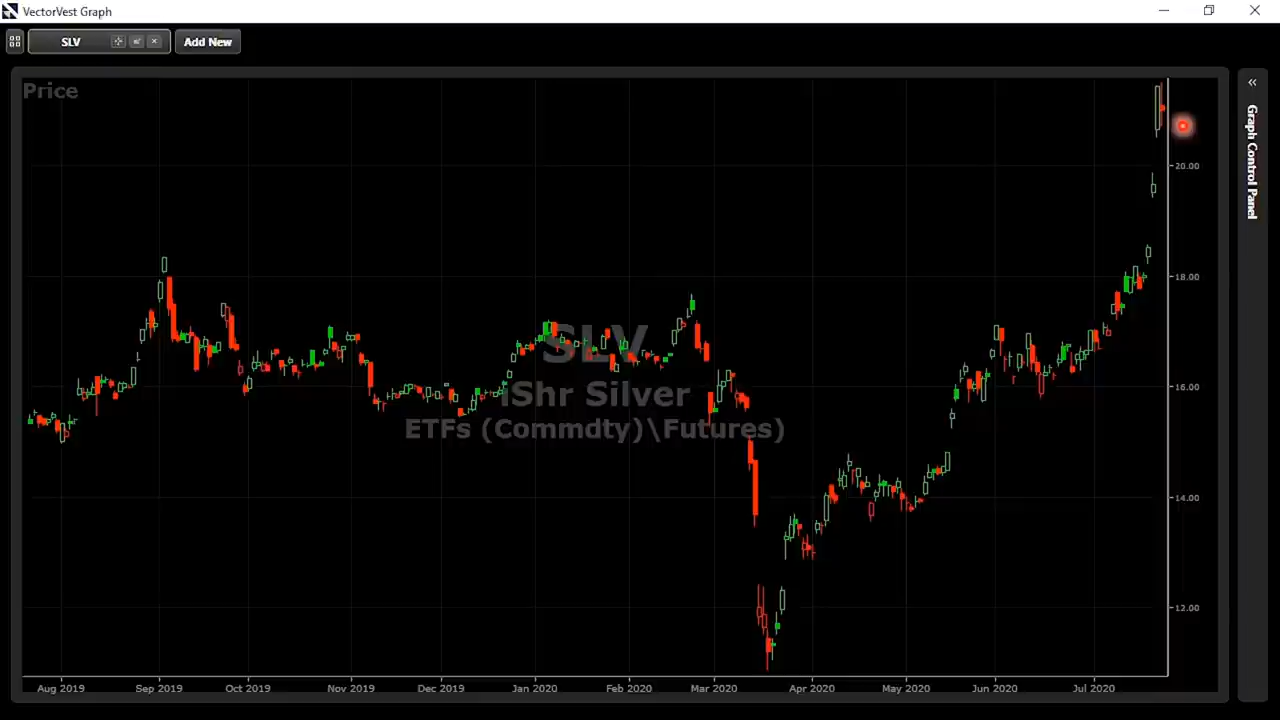 VectorVest Graph
SLV
Add New
Price
Graph Control Panel
20.00
18.00
16.00
14.00
12.00
SLV
iShr Silver
ETFs (Commdty)\Futures)
Aug 2019 Sep 2019 Oct 2019 Nov 2019 Dec 2019 Jan 2020 Feb 2020 Mar 2020 Apr 2020 May 2020 Jun 2020 Jul 2020